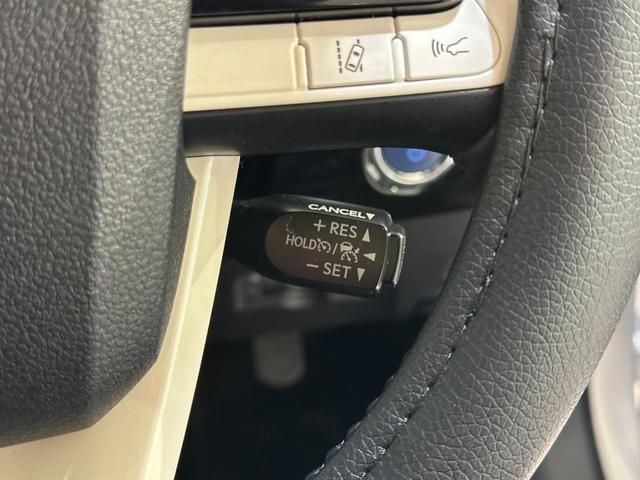 CANCEL▼
+ RES ▲
HOLD / ◀
− SET ▼